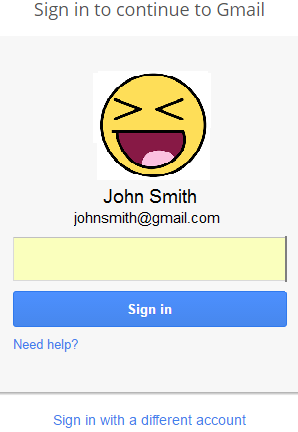 Sign in to continue to Gmail
John Smith
johnsmith@gmail.com
Sign in
Need help?
Sign in with a different account